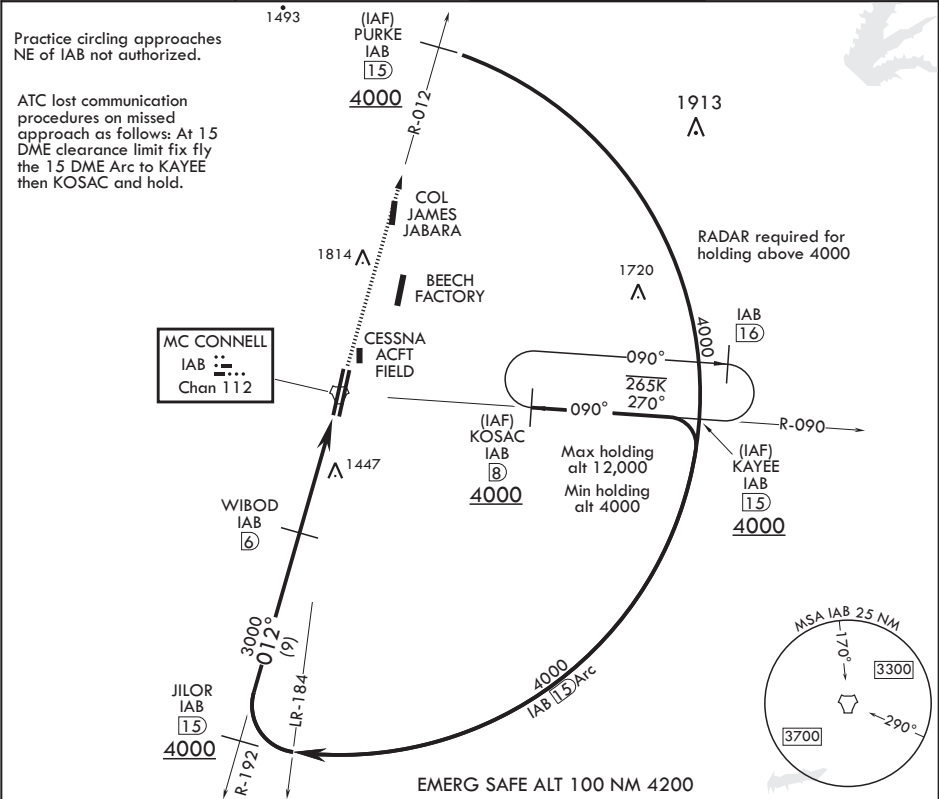 1493
Practice circling approaches
NE of IAB not authorized.
ATC lost communication
procedures on missed
approach as follows: At 15
DME clearance limit fix fly
the 15 DME Arc to KAYEE
then KOSAC and hold.
(IAF)
PURKE
IAB
15
4000
R-012
1913
COL
JAMES
JABARA
1814
BEECH
FACTORY
RADAR required for
holding above 4000
1720
CESSNA
ACFT
FIELD
MC CONNELL
IAB
Chan 112
4000
IAB
16
090°
265K
270°
090°
R-090
(IAF)
KOSAC
IAB
8
4000
Max holding
alt 12,000
Min holding
alt 4000
(IAF)
KAYEE
IAB
15
4000
1447
WIBOD
IAB
6
3000
012°
(9)
LR-184
JILOR
IAB
15
4000
R-192
4000
IAB 15 Arc
MSA IAB 25 NM
170°
3300
290°
3700
EMERG SAFE ALT 100 NM 4200